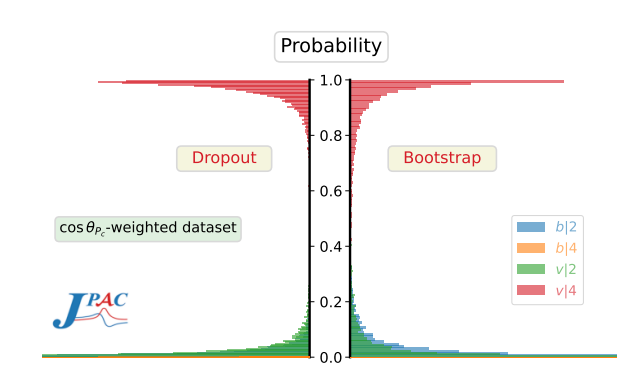 Probability
1.0
Dropout
Bootstrap
0.8
0.6
cos θ_{P_c}-weighted dataset
0.4
b|2
b|4
v|2
v|4
JPAC
0.2
0.0